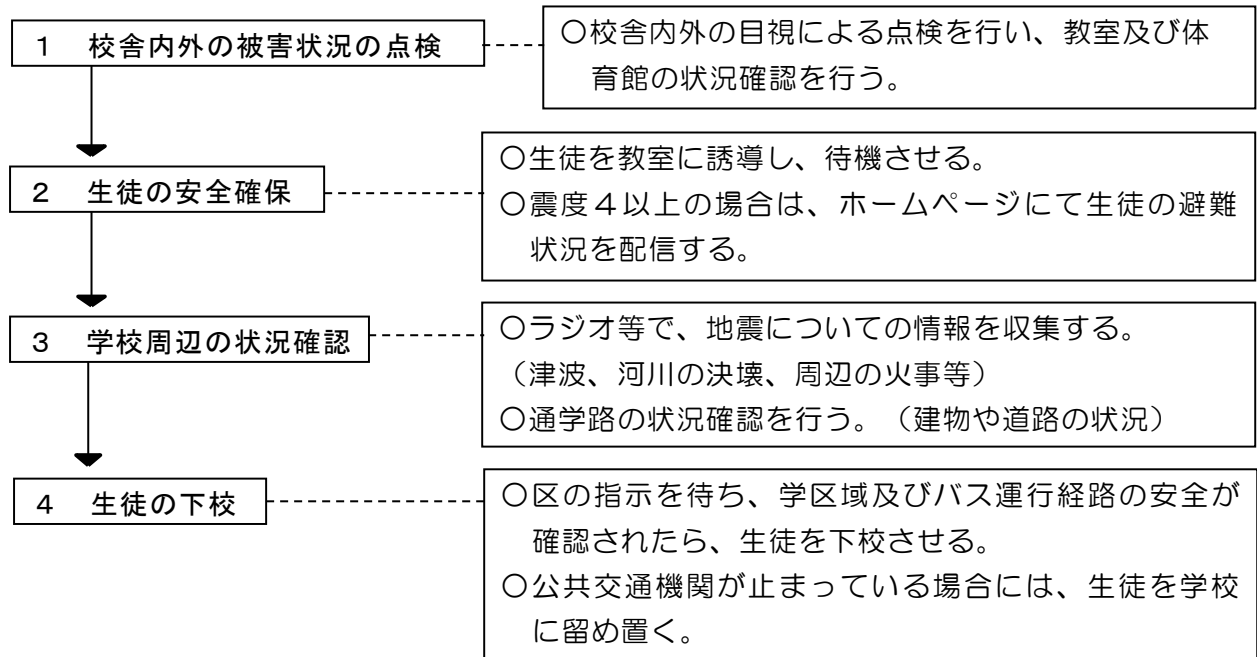 １　校舎内外の被害状況の点検
〇校舎内外の目視による点検を行い、教室及び体
育館の状況確認を行う。
２　生徒の安全確保
〇生徒を教室に誘導し、待機させる。
〇震度４以上の場合は、ホームページにて生徒の避難
状況を配信する。
３　学校周辺の状況確認
〇ラジオ等で、地震についての情報を収集する。
（津波、河川の決壊、周辺の火事等）
〇通学路の状況確認を行う。（建物や道路の状況）
４　生徒の下校
〇区の指示を待ち、学区域及びバス運行経路の安全が
確認されたら、生徒を下校させる。
〇公共交通機関が止まっている場合には、生徒を学校
に留め置く。